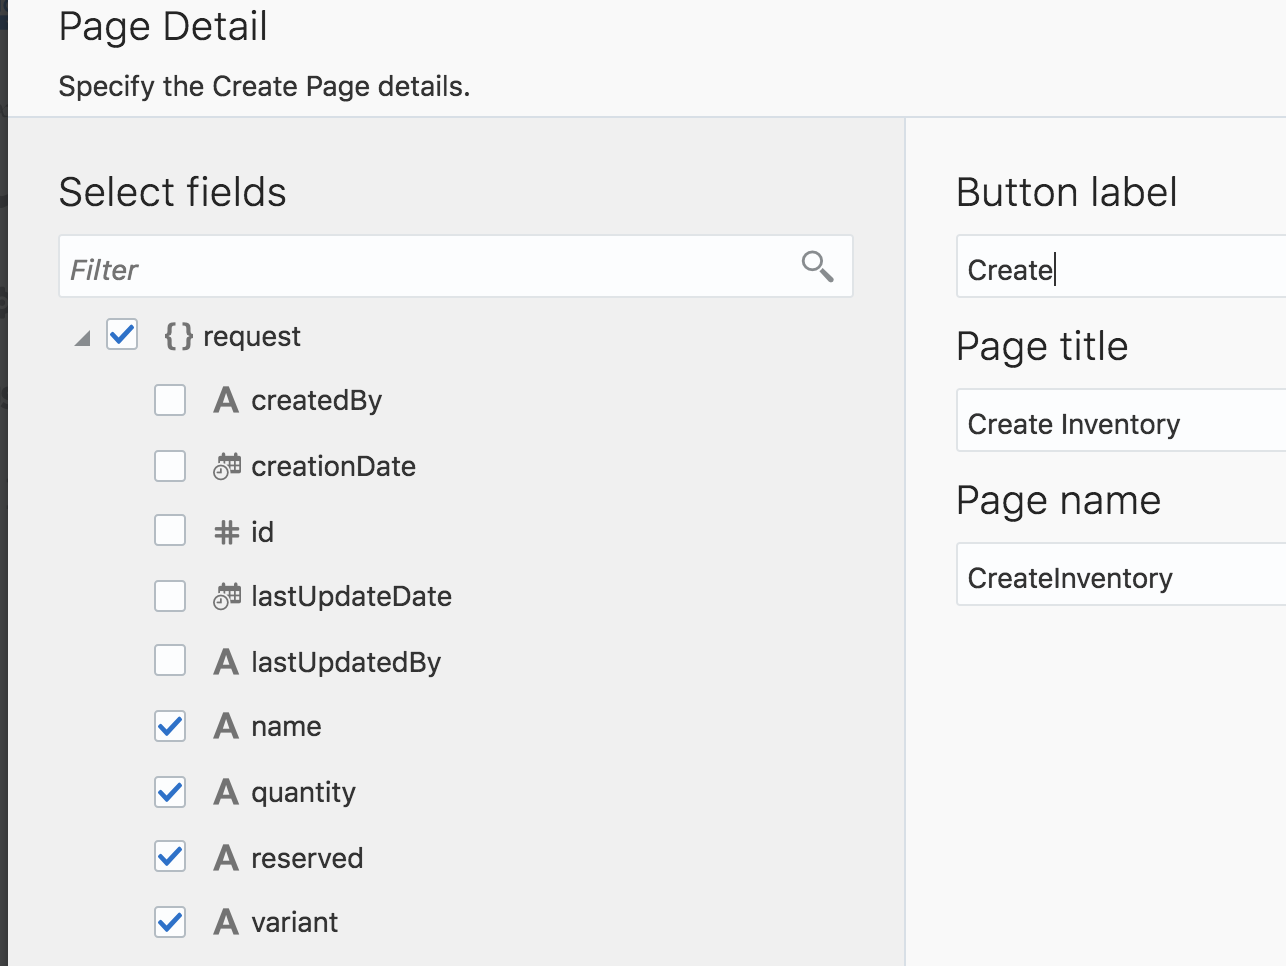 Page Detail
Specify the Create Page details.
Select fields
Filter
{} request
A createdBy
creationDate
# id
lastUpdateDate
A lastUpdatedBy
A name
A quantity
A reserved
A variant
Button label
Create
Page title
Create Inventory
Page name
CreateInventory